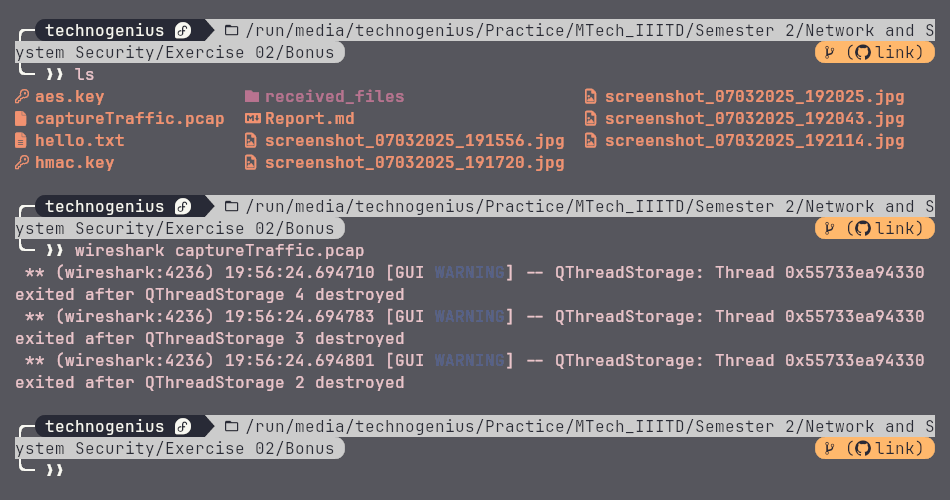 technogenius /run/media/technogenius/Practice/MTech_IIITD/Semester 2/Network and S
ystem Security/Exercise 02/Bonus (link)
❯❯ ls
aes.key received_files screenshot_07032025_192025.jpg
captureTraffic.pcap Report.md screenshot_07032025_192043.jpg
hello.txt screenshot_07032025_191556.jpg screenshot_07032025_192114.jpg
hmac.key screenshot_07032025_191720.jpg
technogenius /run/media/technogenius/Practice/MTech_IIITD/Semester 2/Network and S
ystem Security/Exercise 02/Bonus (link)
❯❯ wireshark captureTraffic.pcap
** (wireshark:4236) 19:56:24.694710 [GUI WARNING] -- QThreadStorage: Thread 0x55733ea94330
exited after QThreadStorage 4 destroyed
** (wireshark:4236) 19:56:24.694783 [GUI WARNING] -- QThreadStorage: Thread 0x55733ea94330
exited after QThreadStorage 3 destroyed
** (wireshark:4236) 19:56:24.694801 [GUI WARNING] -- QThreadStorage: Thread 0x55733ea94330
exited after QThreadStorage 2 destroyed
technogenius /run/media/technogenius/Practice/MTech_IIITD/Semester 2/Network and S
ystem Security/Exercise 02/Bonus (link)
❯❯